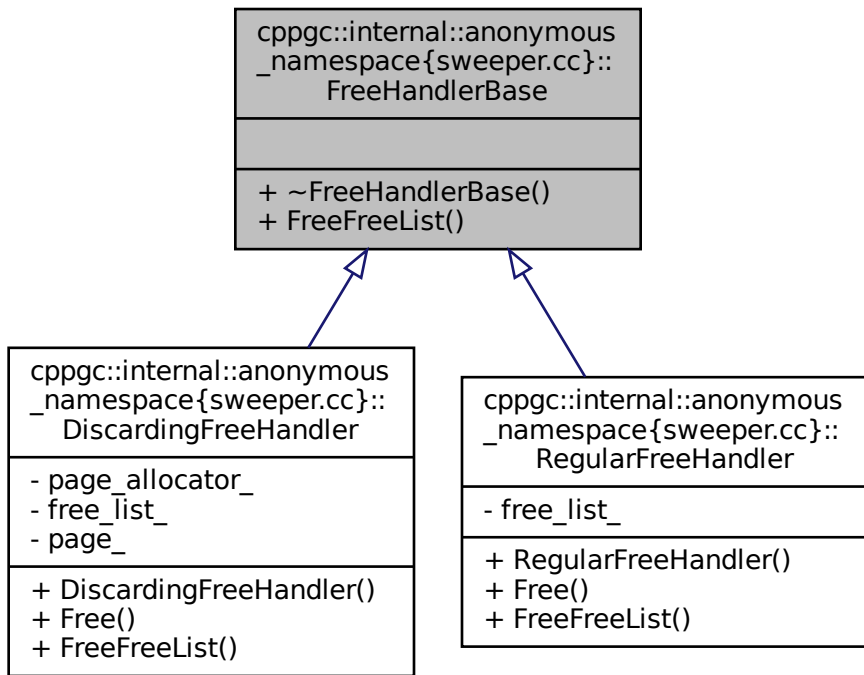 cppgc::internal::anonymous
_namespace{sweeper.cc}::
FreeHandlerBase
+ ~FreeHandlerBase()
+ FreeFreeList()
cppgc::internal::anonymous
_namespace{sweeper.cc}::
DiscardingFreeHandler
- page_allocator_
- free_list_
- page_
+ DiscardingFreeHandler()
+ Free()
+ FreeFreeList()
cppgc::internal::anonymous
_namespace{sweeper.cc}::
RegularFreeHandler
- free_list_
+ RegularFreeHandler()
+ Free()
+ FreeFreeList()